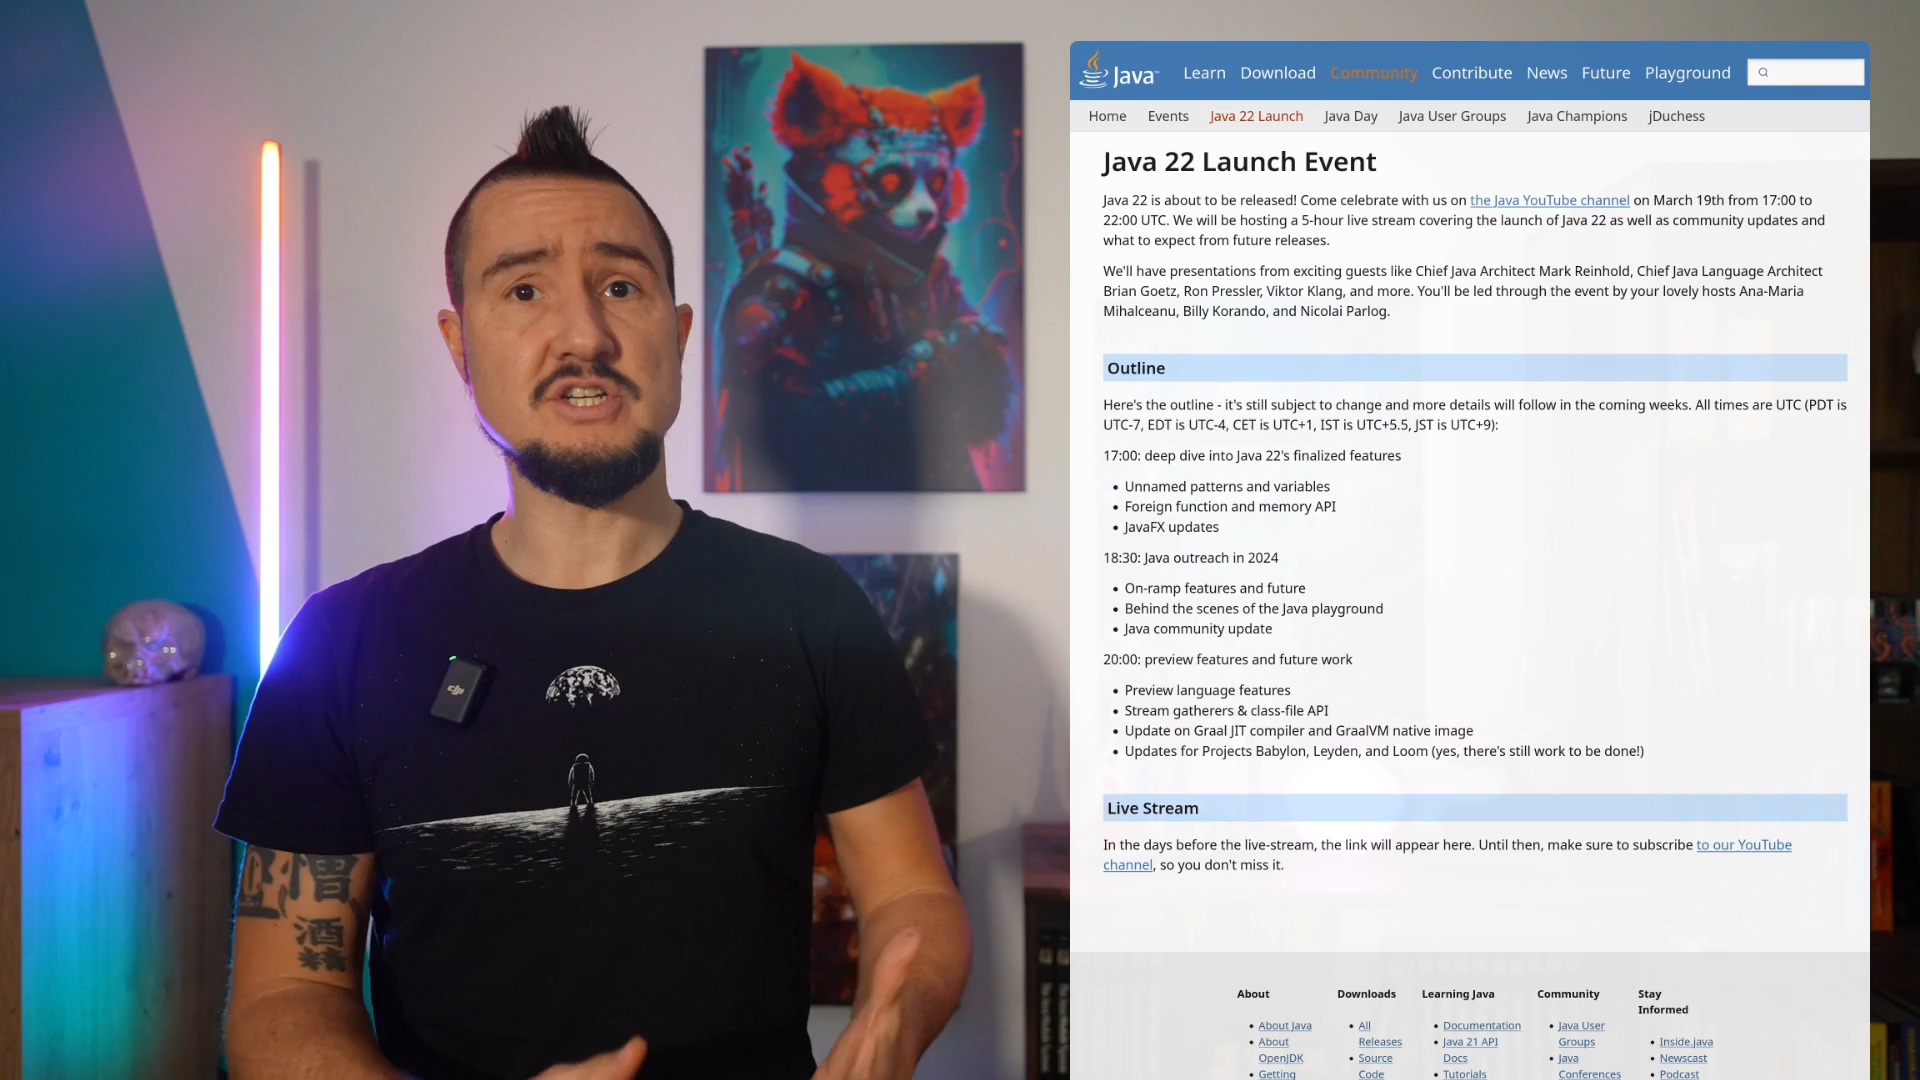 Java™
Learn Download Community Contribute News Future Playground
Home Events Java 22 Launch Java Day Java User Groups Java Champions jDuchess
Java 22 Launch Event
Java 22 is about to be released! Come celebrate with us on the Java YouTube channel on March 19th from 17:00 to
22:00 UTC. We will be hosting a 5-hour live stream covering the launch of Java 22 as well as community updates and
what to expect from future releases.
We'll have presentations from exciting guests like Chief Java Architect Mark Reinhold, Chief Java Language Architect
Brian Goetz, Ron Pressler, Viktor Klang, and more. You'll be led through the event by your lovely hosts Ana-Maria
Mihalceanu, Billy Korando, and Nicolai Parlog.
Outline
Here's the outline - it's still subject to change and more details will follow in the coming weeks. All times are UTC (PDT is
UTC-7, EDT is UTC-4, CET is UTC+1, IST is UTC+5.5, JST is UTC+9):
17:00: deep dive into Java 22's finalized features
• Unnamed patterns and variables
• Foreign function and memory API
• JavaFX updates
18:30: Java outreach in 2024
• On-ramp features and future
• Behind the scenes of the Java playground
• Java community update
20:00: preview features and future work
• Preview language features
• Stream gatherers & class-file API
• Update on Graal JIT compiler and GraalVM native image
• Updates for Projects Babylon, Leyden, and Loom (yes, there's still work to be done!)
Live Stream
In the days before the live-stream, the link will appear here. Until then, make sure to subscribe to our YouTube
channel, so you don't miss it.
About
• About Java
• About
OpenJDK
• Getting
Downloads
• All
Releases
• Source
Code
Learning Java
• Documentation
• Java 21 API
Docs
• Tutorials
Community
• Java User
Groups
• Java
Conferences
Stay
Informed
• Inside.java
• Newscast
• Podcast
dji
僧
酒
精